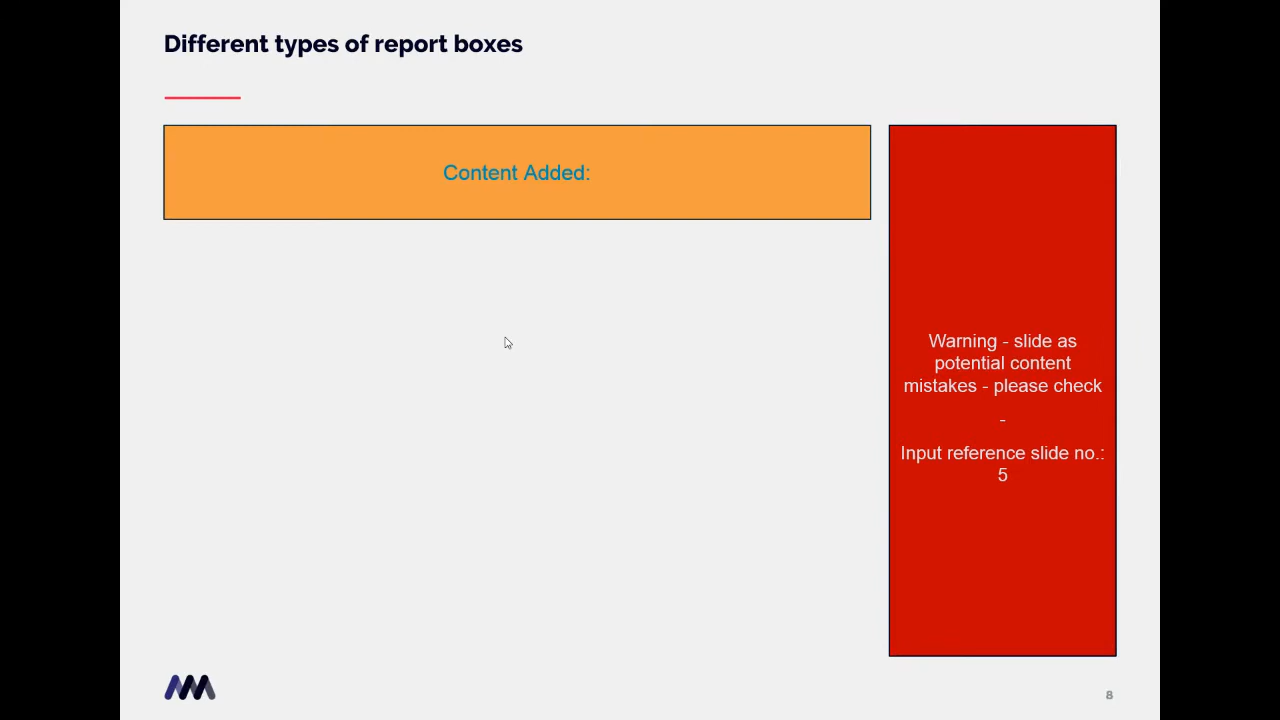 Different types of report boxes
Content Added:
Warning - slide as
potential content
mistakes - please check
-
Input reference slide no.:
5
8